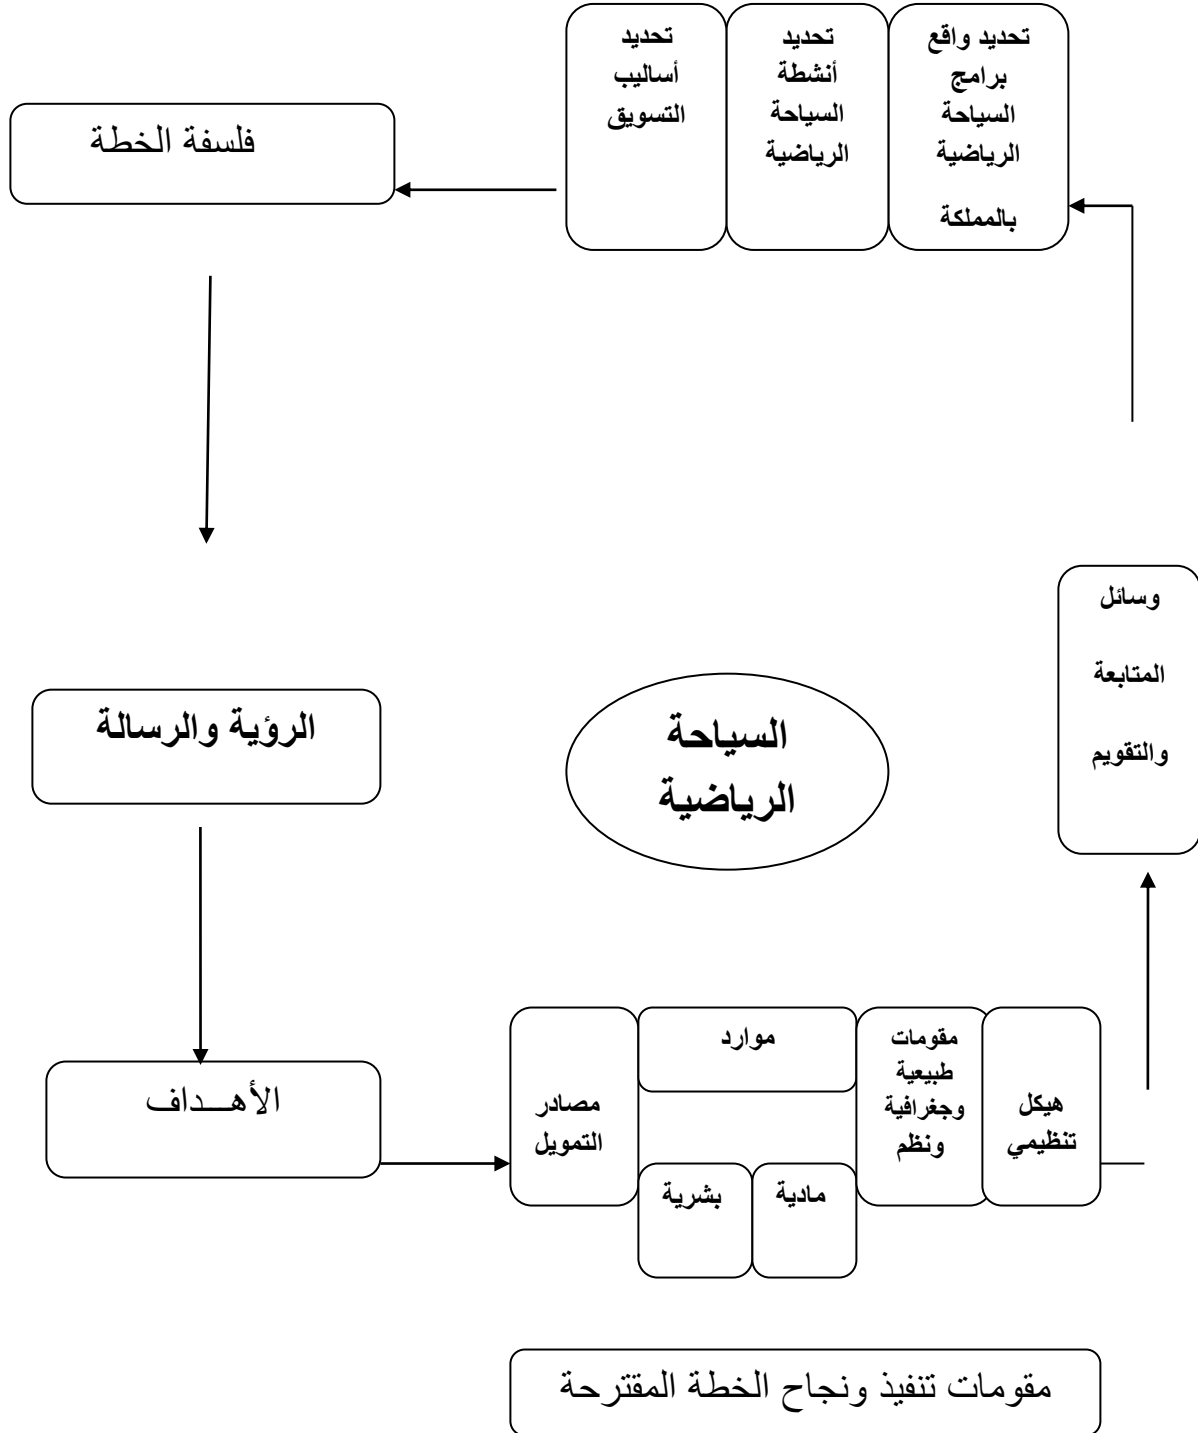 تحديد واقع
برامج
السياحة
الرياضية
بالمملكة
تحديد
أنشطة
السياحة
الرياضية
تحديد
أساليب
التسويق
فلسفة الخطة
وسائل
المتابعة
والتقويم
السياحة
الرياضية
الرؤية والرسالة
هيكل
تنظيمي
مقومات
طبيعية
وجغرافية
ونظم
موارد
مادية
بشرية
مصادر
التمويل
الأهـــداف
مقومات تنفيذ ونجاح الخطة المقترحة